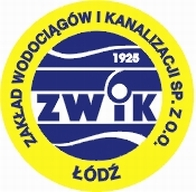 ZAKŁAD WODOCIĄGÓW I KANALIZACJI SP. Z O.O.
1925
ZWiK
ŁÓDŹ